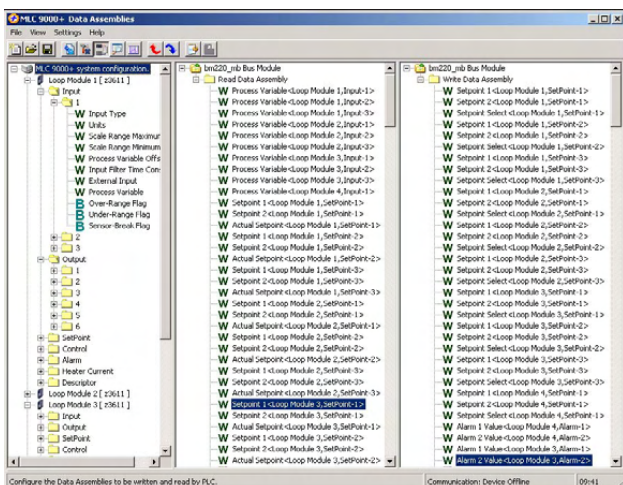 MLC 9000+ Data Assemblies
File View Settings Help
MLC 9000+ system configuration.
Loop Module 1 [ z3611 ]
Input
1
W Input Type
W Units
W Scale Range Maximur
W Scale Range Minimum
W Process Variable Offs
W Input Filter Time Con:
W External Input
W Process Variable
B Over-Range Flag
B Under-Range Flag
B Sensor-Break Flag
2
3
Output
1
2
3
4
5
6
SetPoint
Control
Alarm
Heater Current
Descriptor
Loop Module 2 [ z3611 ]
Loop Module 3 [ z3611 ]
Input
Output
SetPoint
Control
bm220_mb Bus Module
Read Data Assembly
W Process Variable<Loop Module 1,Input-1>
W Process Variable<Loop Module 1,Input-2>
W Process Variable<Loop Module 1,Input-3>
W Process Variable<Loop Module 2,Input-1>
W Process Variable<Loop Module 2,Input-2>
W Process Variable<Loop Module 2,Input-3>
W Process Variable<Loop Module 3,Input-1>
W Process Variable<Loop Module 3,Input-2>
W Process Variable<Loop Module 3,Input-3>
W Process Variable<Loop Module 4,Input-1>
W Setpoint 1<Loop Module 1,SetPoint-1>
W Setpoint 2<Loop Module 1,SetPoint-1>
W Actual Setpoint<Loop Module 1,SetPoint-1>
W Setpoint 1<Loop Module 1,SetPoint-2>
W Setpoint 2<Loop Module 1,SetPoint-2>
W Actual Setpoint<Loop Module 1,SetPoint-2>
W Setpoint 1<Loop Module 1,SetPoint-3>
W Setpoint 2<Loop Module 1,SetPoint-3>
W Actual Setpoint<Loop Module 1,SetPoint-3>
W Setpoint 1<Loop Module 2,SetPoint-1>
W Setpoint 2<Loop Module 2,SetPoint-1>
W Actual Setpoint<Loop Module 2,SetPoint-1>
W Setpoint 1<Loop Module 2,SetPoint-2>
W Setpoint 2<Loop Module 2,SetPoint-2>
W Actual Setpoint<Loop Module 2,SetPoint-2>
W Setpoint 1<Loop Module 2,SetPoint-3>
W Setpoint 2<Loop Module 2,SetPoint-3>
W Actual Setpoint<Loop Module 2,SetPoint-3>
W Setpoint 1<Loop Module 3,SetPoint-1>
W Setpoint 2<Loop Module 3,SetPoint-1>
W Actual Setpoint<Loop Module 3,SetPoint-1>
W Setpoint 1<Loop Module 3,SetPoint-2>
W Setpoint 2<Loop Module 3,SetPoint-2>
W Actual Setpoint<Loop Module 3,SetPoint-2>
bm220_mb Bus Module
Write Data Assembly
W Setpoint 1<Loop Module 1,SetPoint-1>
W Setpoint 2<Loop Module 1,SetPoint-1>
W Setpoint Select<Loop Module 1,SetPoint-1>
W Setpoint 1<Loop Module 1,SetPoint-2>
W Setpoint 2<Loop Module 1,SetPoint-2>
W Setpoint Select<Loop Module 1,SetPoint-2>
W Setpoint 1<Loop Module 1,SetPoint-3>
W Setpoint 2<Loop Module 1,SetPoint-3>
W Setpoint Select<Loop Module 1,SetPoint-3>
W Setpoint 1<Loop Module 2,SetPoint-1>
W Setpoint 2<Loop Module 2,SetPoint-1>
W Setpoint Select<Loop Module 2,SetPoint-1>
W Setpoint 1<Loop Module 2,SetPoint-2>
W Setpoint 2<Loop Module 2,SetPoint-2>
W Setpoint Select<Loop Module 2,SetPoint-2>
W Setpoint 1<Loop Module 2,SetPoint-3>
W Setpoint 2<Loop Module 2,SetPoint-3>
W Setpoint Select<Loop Module 2,SetPoint-3>
W Setpoint 1<Loop Module 3,SetPoint-1>
W Setpoint 2<Loop Module 3,SetPoint-1>
W Setpoint Select<Loop Module 3,SetPoint-1>
W Setpoint 1<Loop Module 3,SetPoint-2>
W Setpoint 2<Loop Module 3,SetPoint-2>
W Setpoint Select<Loop Module 3,SetPoint-2>
W Setpoint 1<Loop Module 3,SetPoint-3>
W Setpoint 2<Loop Module 3,SetPoint-3>
W Setpoint Select<Loop Module 3,SetPoint-3>
W Setpoint 1<Loop Module 4,SetPoint-1>
W Setpoint 2<Loop Module 4,SetPoint-1>
W Setpoint Select<Loop Module 4,SetPoint-1>
W Alarm 1 Value<Loop Module 4,Alarm-1>
W Alarm 2 Value<Loop Module 4,Alarm-1>
W Alarm 1 Value<Loop Module 3,Alarm-2>
W Alarm 2 Value<Loop Module 3,Alarm-2>
Configure the Data Assemblies to be written and read by PLC.
Communication: Device Offline
09:41